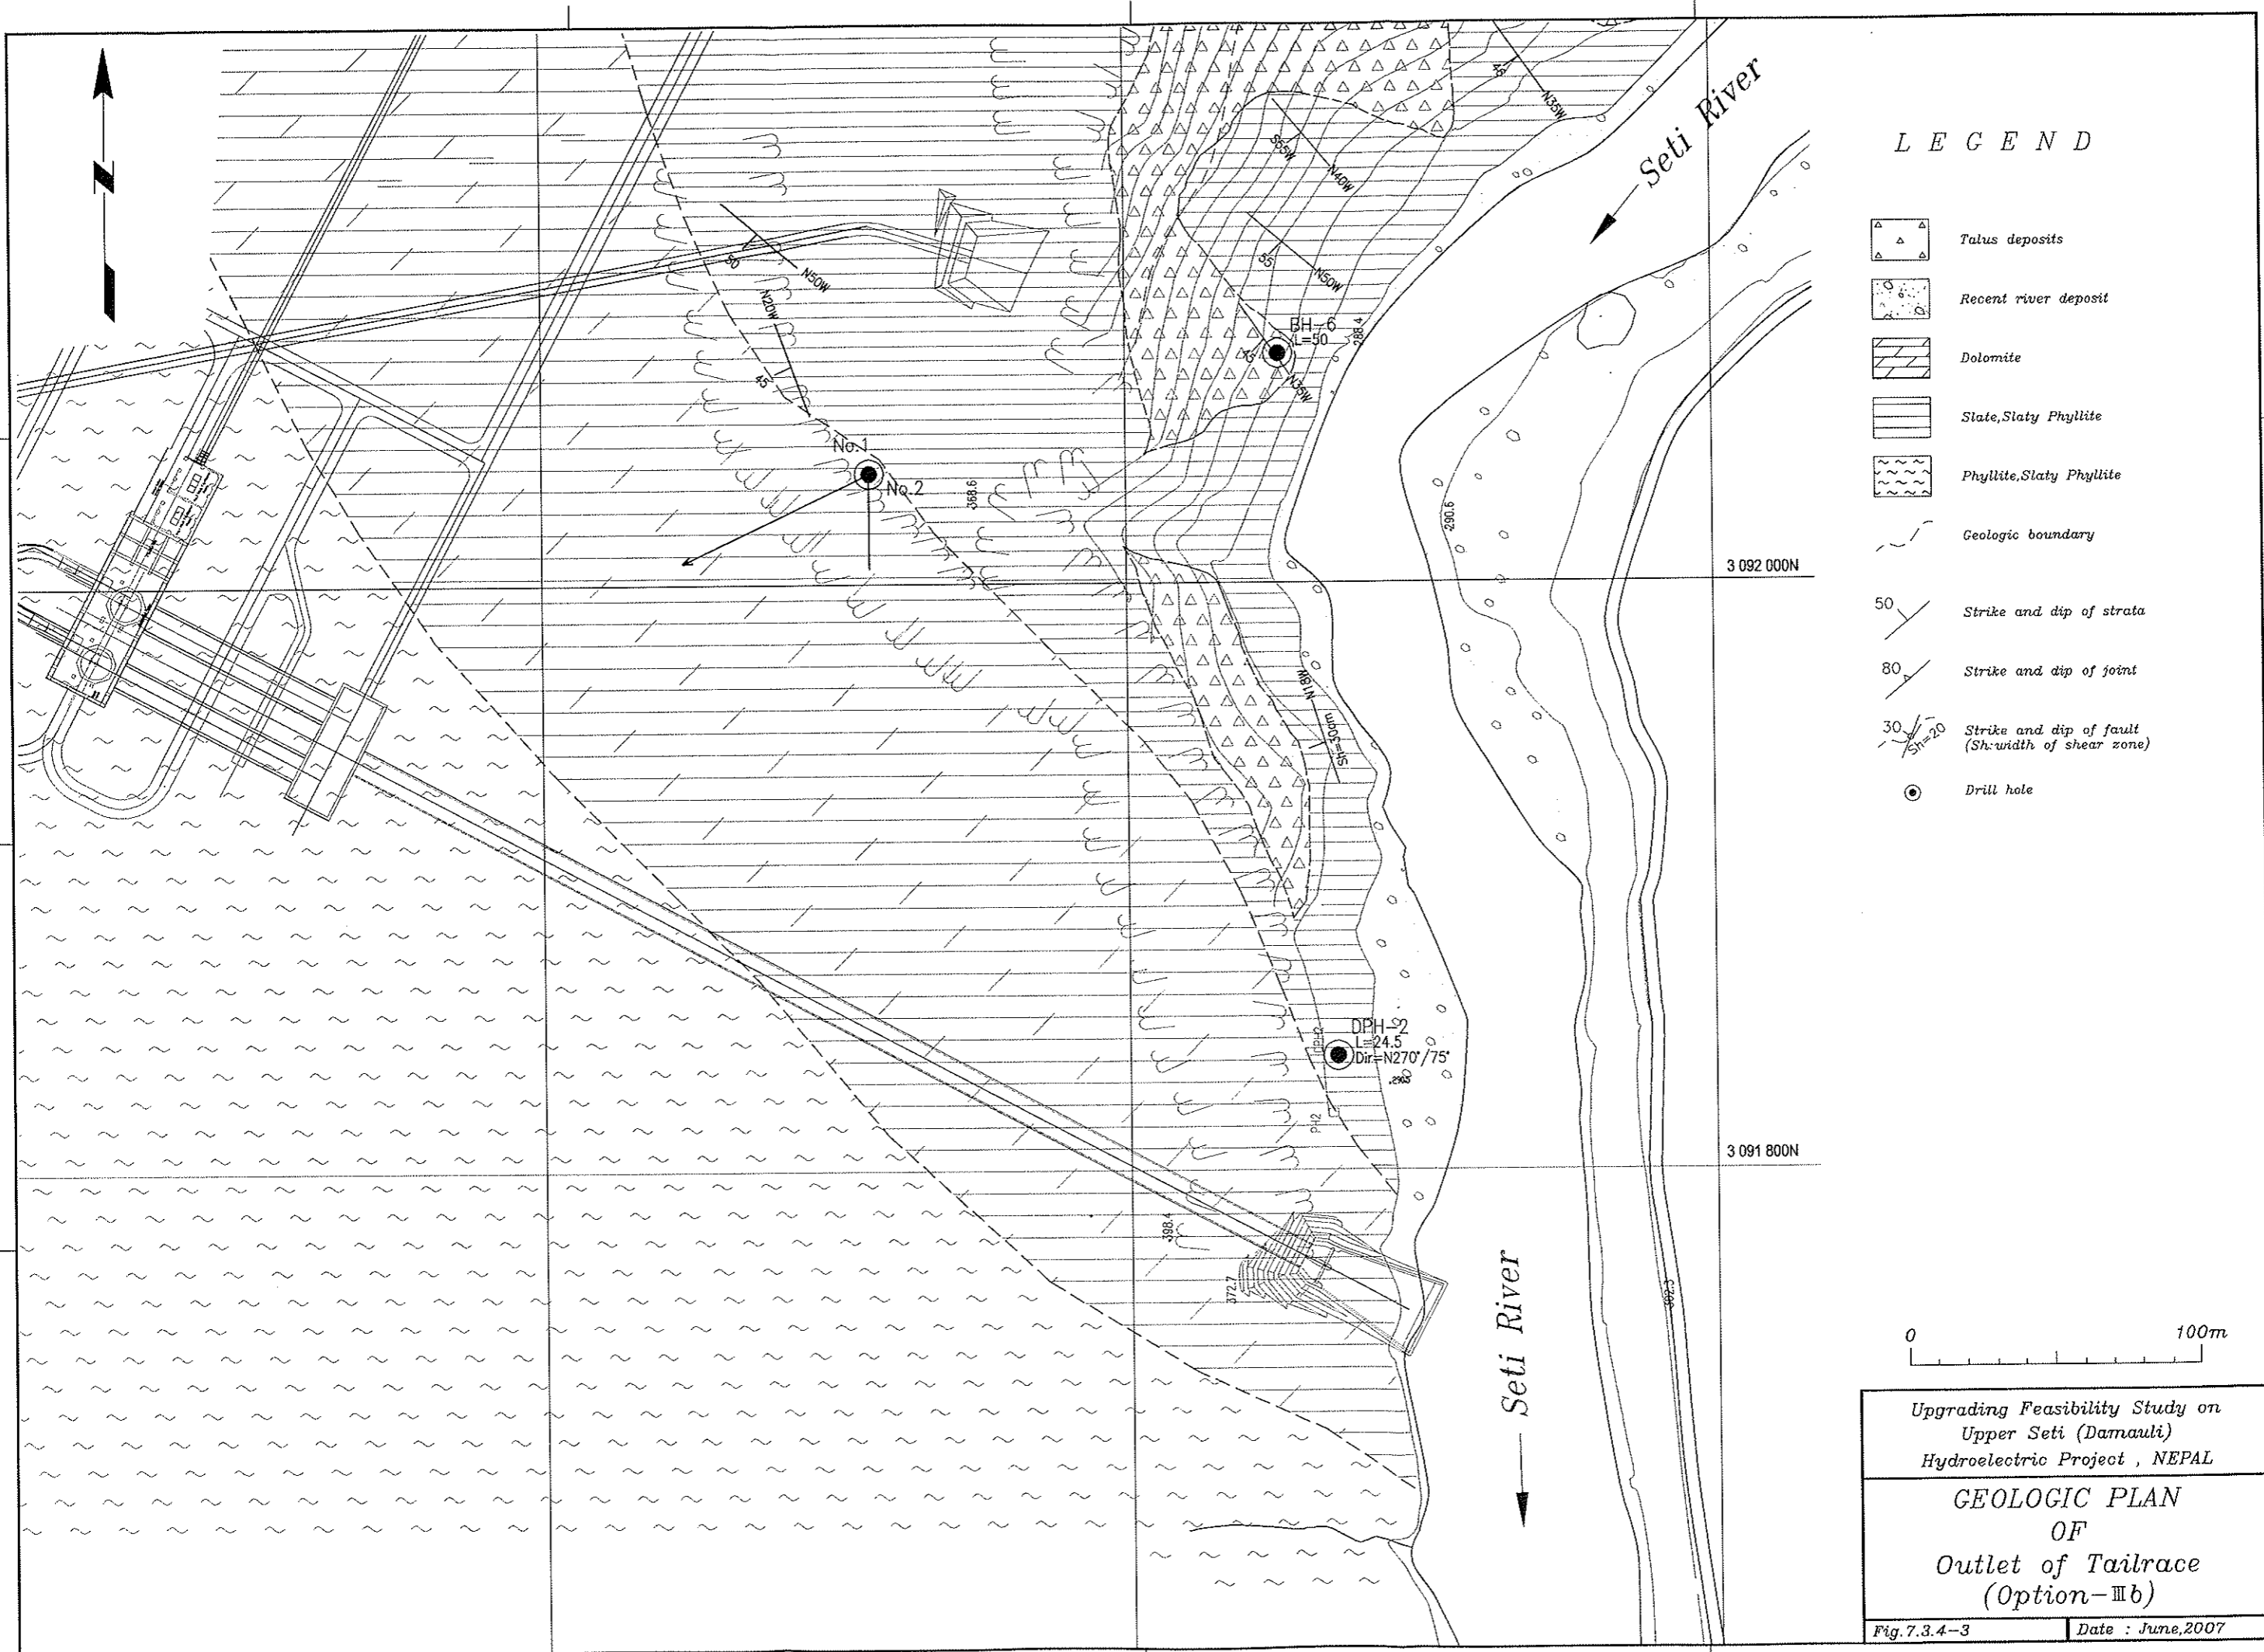 N
Seti River
46
N35W
S55W
N40W
55
N50W
50
N50W
N20W
45
BH-6
L=50
288.4
N35W
No.1
No.2
368.6
290.6
3 092 000N
N18W
Sh=30cm
DPH-2
L=24.5
Dir.=N270°/75°
PH2
3 091 800N
398.4
372.7
302.3
Seti River
LEGEND
Talus deposits
Recent river deposit
Dolomite
Slate,Slaty Phyllite
Phyllite,Slaty Phyllite
Geologic boundary
50
Strike and dip of strata
80
Strike and dip of joint
30
Sh=20
Strike and dip of fault
(Sh:width of shear zone)
Drill hole
0 100m
Upgrading Feasibility Study on
Upper Seti (Damauli)
Hydroelectric Project , NEPAL
GEOLOGIC PLAN
OF
Outlet of Tailrace
(Option-Ⅲb)
Fig.7.3.4-3
Date : June,2007